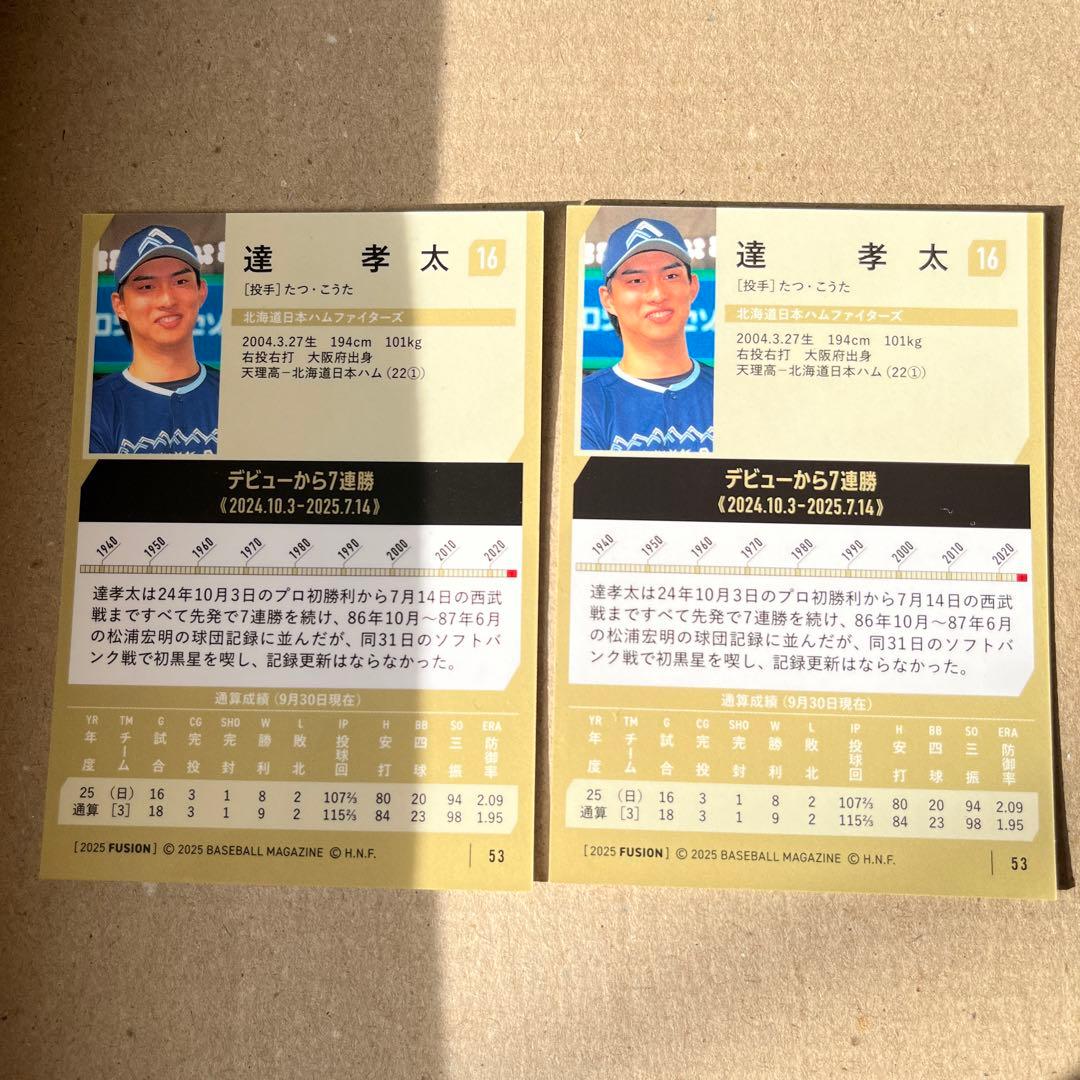 達 孝 太 16
[投手]たつ・こうた
北海道日本ハムファイターズ
2004.3.27生 194cm 101kg
右投右打 大阪府出身
天理高−北海道日本ハム(22①)
デビューから7連勝
《2024.10.3−2025.7.14》
1940 1950 1960 1970 1980 1990 2000 2010 2020
達孝太は24年10月3日のプロ初勝利から7月14日の西武
戦まですべて先発で7連勝を続け、86年10月〜87年6月
の松浦宏明の球団記録に並んだが、同31日のソフトバ
ンク戦で初黒星を喫し、記録更新はならなかった。
通算成績(9月30日現在)
YR TM G CG SHO W L IP H BB SO ERA
年度 チーム 試合 完投 完封 勝利 敗北 投球回 安打 四球 三振 防御率
25 (日) 16 3 1 8 2 107⅔ 80 20 94 2.09
通算 [3] 18 3 1 9 2 115⅔ 84 23 98 1.95
[2025 FUSION] © 2025 BASEBALL MAGAZINE © H.N.F. 53
達 孝 太 16
[投手]たつ・こうた
北海道日本ハムファイターズ
2004.3.27生 194cm 101kg
右投右打 大阪府出身
天理高−北海道日本ハム(22①)
デビューから7連勝
《2024.10.3−2025.7.14》
1940 1950 1960 1970 1980 1990 2000 2010 2020
達孝太は24年10月3日のプロ初勝利から7月14日の西武
戦まですべて先発で7連勝を続け、86年10月〜87年6月
の松浦宏明の球団記録に並んだが、同31日のソフトバ
ンク戦で初黒星を喫し、記録更新はならなかった。
通算成績(9月30日現在)
YR TM G CG SHO W L IP H BB SO ERA
年度 チーム 試合 完投 完封 勝利 敗北 投球回 安打 四球 三振 防御率
25 (日) 16 3 1 8 2 107⅔ 80 20 94 2.09
通算 [3] 18 3 1 9 2 115⅔ 84 23 98 1.95
[2025 FUSION] © 2025 BASEBALL MAGAZINE © H.N.F. 53